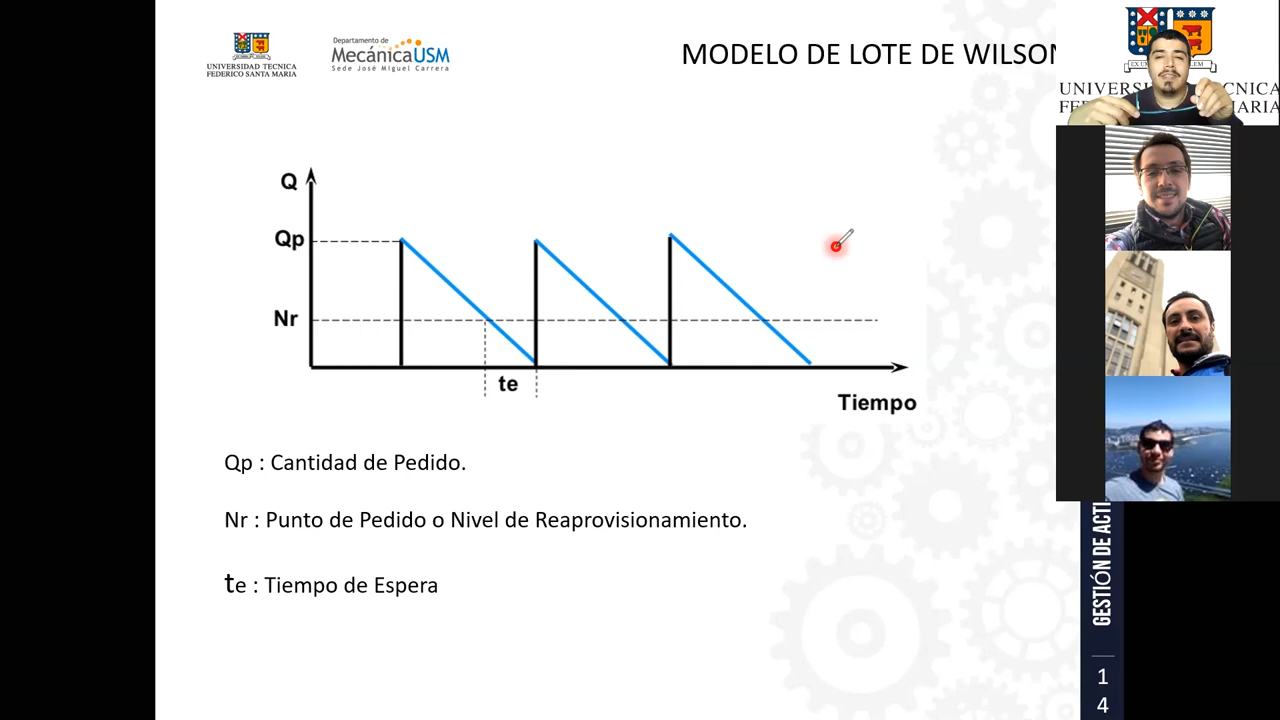 UNIVERSIDAD TECNICA
FEDERICO SANTA MARIA
Departamento de
MecánicaUSM
Sede José Miguel Carrera
MODELO DE LOTE DE WILSON
Q
Qp
Nr
te
Tiempo
Qp : Cantidad de Pedido.
Nr : Punto de Pedido o Nivel de Reaprovisionamiento.
te : Tiempo de Espera
GESTIÓN DE ACTI
1
4